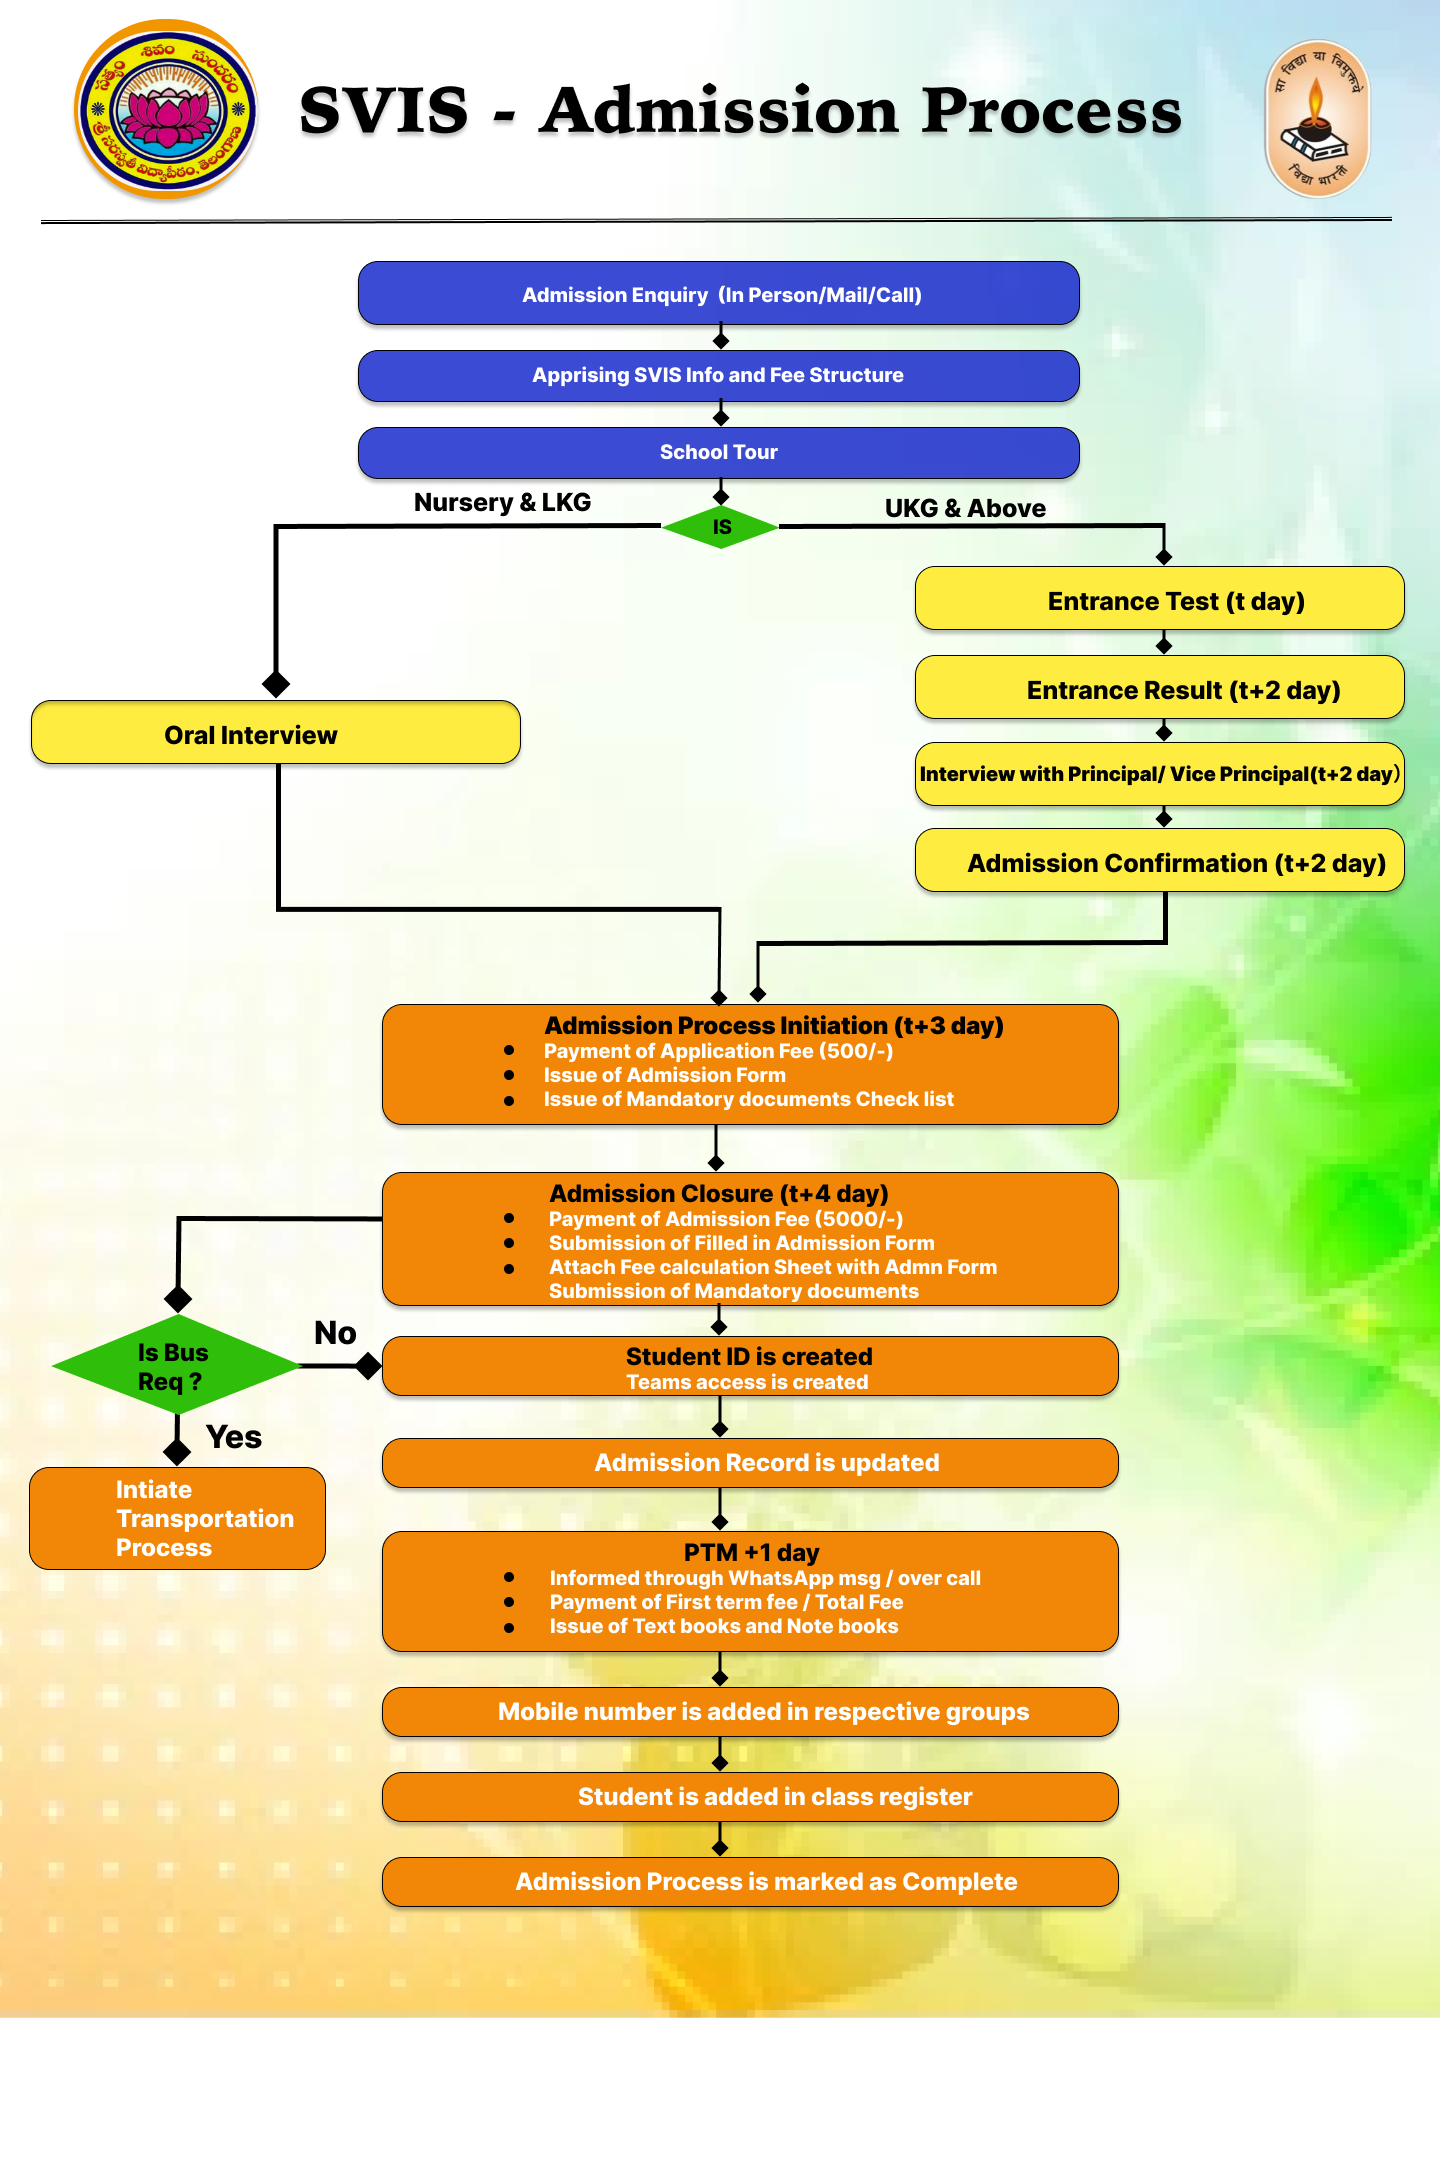 సత్యం శివం సుందరం
శ్రీ సరస్వతీ విద్యాపీఠం, తెలంగాణ
SVIS - Admission Process
सा विद्या या विमुक्तये
विद्या भारती
Admission Enquiry (In Person/Mail/Call)
Apprising SVIS Info and Fee Structure
School Tour
Nursery & LKG
IS
UKG & Above
Entrance Test (t day)
Entrance Result (t+2 day)
Oral Interview
Interview with Principal/ Vice Principal(t+2 day)
Admission Confirmation (t+2 day)
Admission Process Initiation (t+3 day)
● Payment of Application Fee (500/-)
● Issue of Admission Form
● Issue of Mandatory documents Check list
Admission Closure (t+4 day)
● Payment of Admission Fee (5000/-)
● Submission of Filled in Admission Form
● Attach Fee calculation Sheet with Admn Form
Submission of Mandatory documents
Is Bus
Req ?
No
Yes
Intiate
Transportation
Process
Student ID is created
Teams access is created
Admission Record is updated
PTM +1 day
● Informed through WhatsApp msg / over call
● Payment of First term fee / Total Fee
● Issue of Text books and Note books
Mobile number is added in respective groups
Student is added in class register
Admission Process is marked as Complete